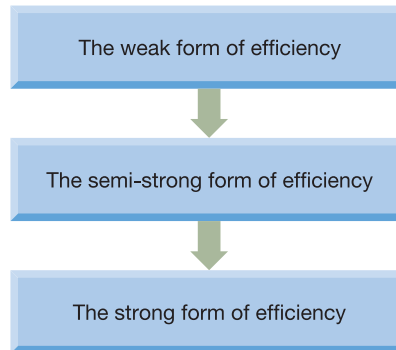 The weak form of efficiency
The semi-strong form of efficiency
The strong form of efficiency